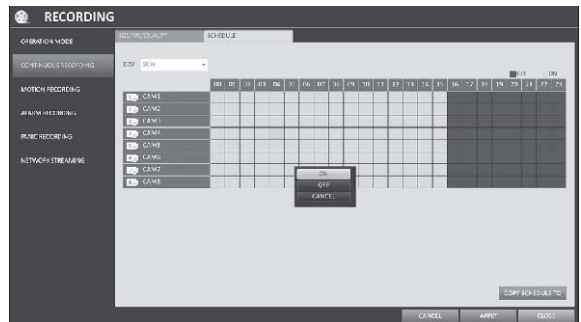 RECORDING
OPERATION MODE
CONTINUOUS RECORDING
MOTION RECORDING
ALARM RECORDING
PANIC RECORDING
NETWORK STREAMING
SIZE/FPS/QUALITY SCHEDULE
DAY SUN
OFF ON
00 01 02 03 04 05 06 07 08 09 10 11 12 13 14 15 16 17 18 19 20 21 22 23
CAM1
CAM2
CAM3
CAM4
CAM5
CAM6
CAM7
CAM8
ON
OFF
CANCEL
COPY SCHEDULE TO
CANCEL APPLY CLOSE